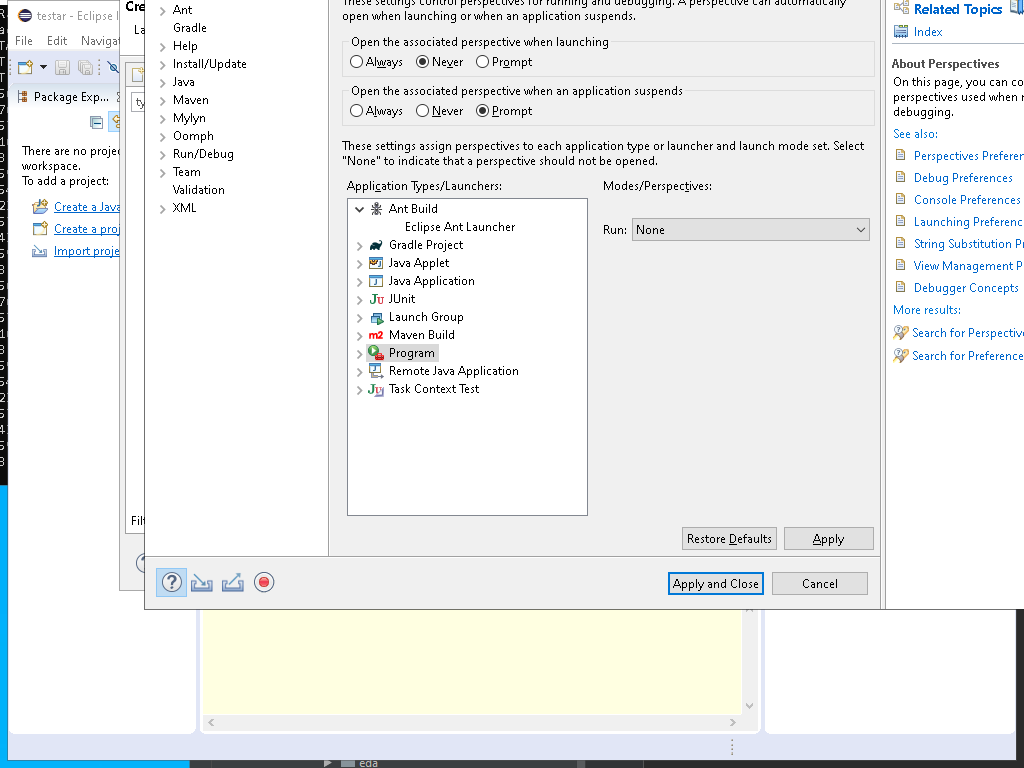 testar - Eclipse I
File Edit Navigat
Package Exp...
There are no proje
workspace.
To add a project:
Create a Java
Create a proj
Import proje
Cre
La
ty
Filt
Ant
Gradle
Help
Install/Update
Java
Maven
Mylyn
Oomph
Run/Debug
Team
Validation
XML
These settings control perspectives for running and debugging. A perspective can automatically
open when launching or when an application suspends.
Open the associated perspective when launching
Always Never Prompt
Open the associated perspective when an application suspends
Always Never Prompt
These settings assign perspectives to each application type or launcher and launch mode set. Select
"None" to indicate that a perspective should not be opened.
Application Types/Launchers:
Modes/Perspectives:
Ant Build
Eclipse Ant Launcher
Gradle Project
Java Applet
Java Application
JUnit
Launch Group
Maven Build
Program
Remote Java Application
Task Context Test
Run: None
Restore Defaults Apply
Apply and Close Cancel
Related Topics
Index
About Perspectives
On this page, you can co
perspectives used when r
debugging.
See also:
Perspectives Preferen
Debug Preferences
Console Preferences
Launching Preferenc
String Substitution Pr
View Management P
Debugger Concepts
More results:
Search for Perspective
Search for Preference
eda